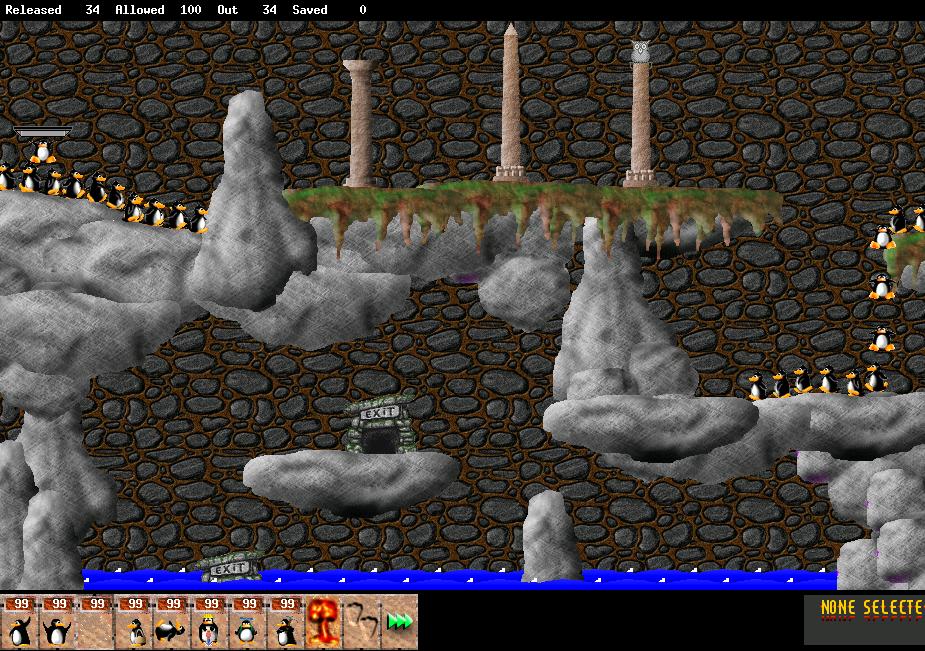 Released 34 Allowed 100 Out 34 Saved 0
EXIT
EXIT
99 99 99 99 99 99 99 99
NONE SELECTE